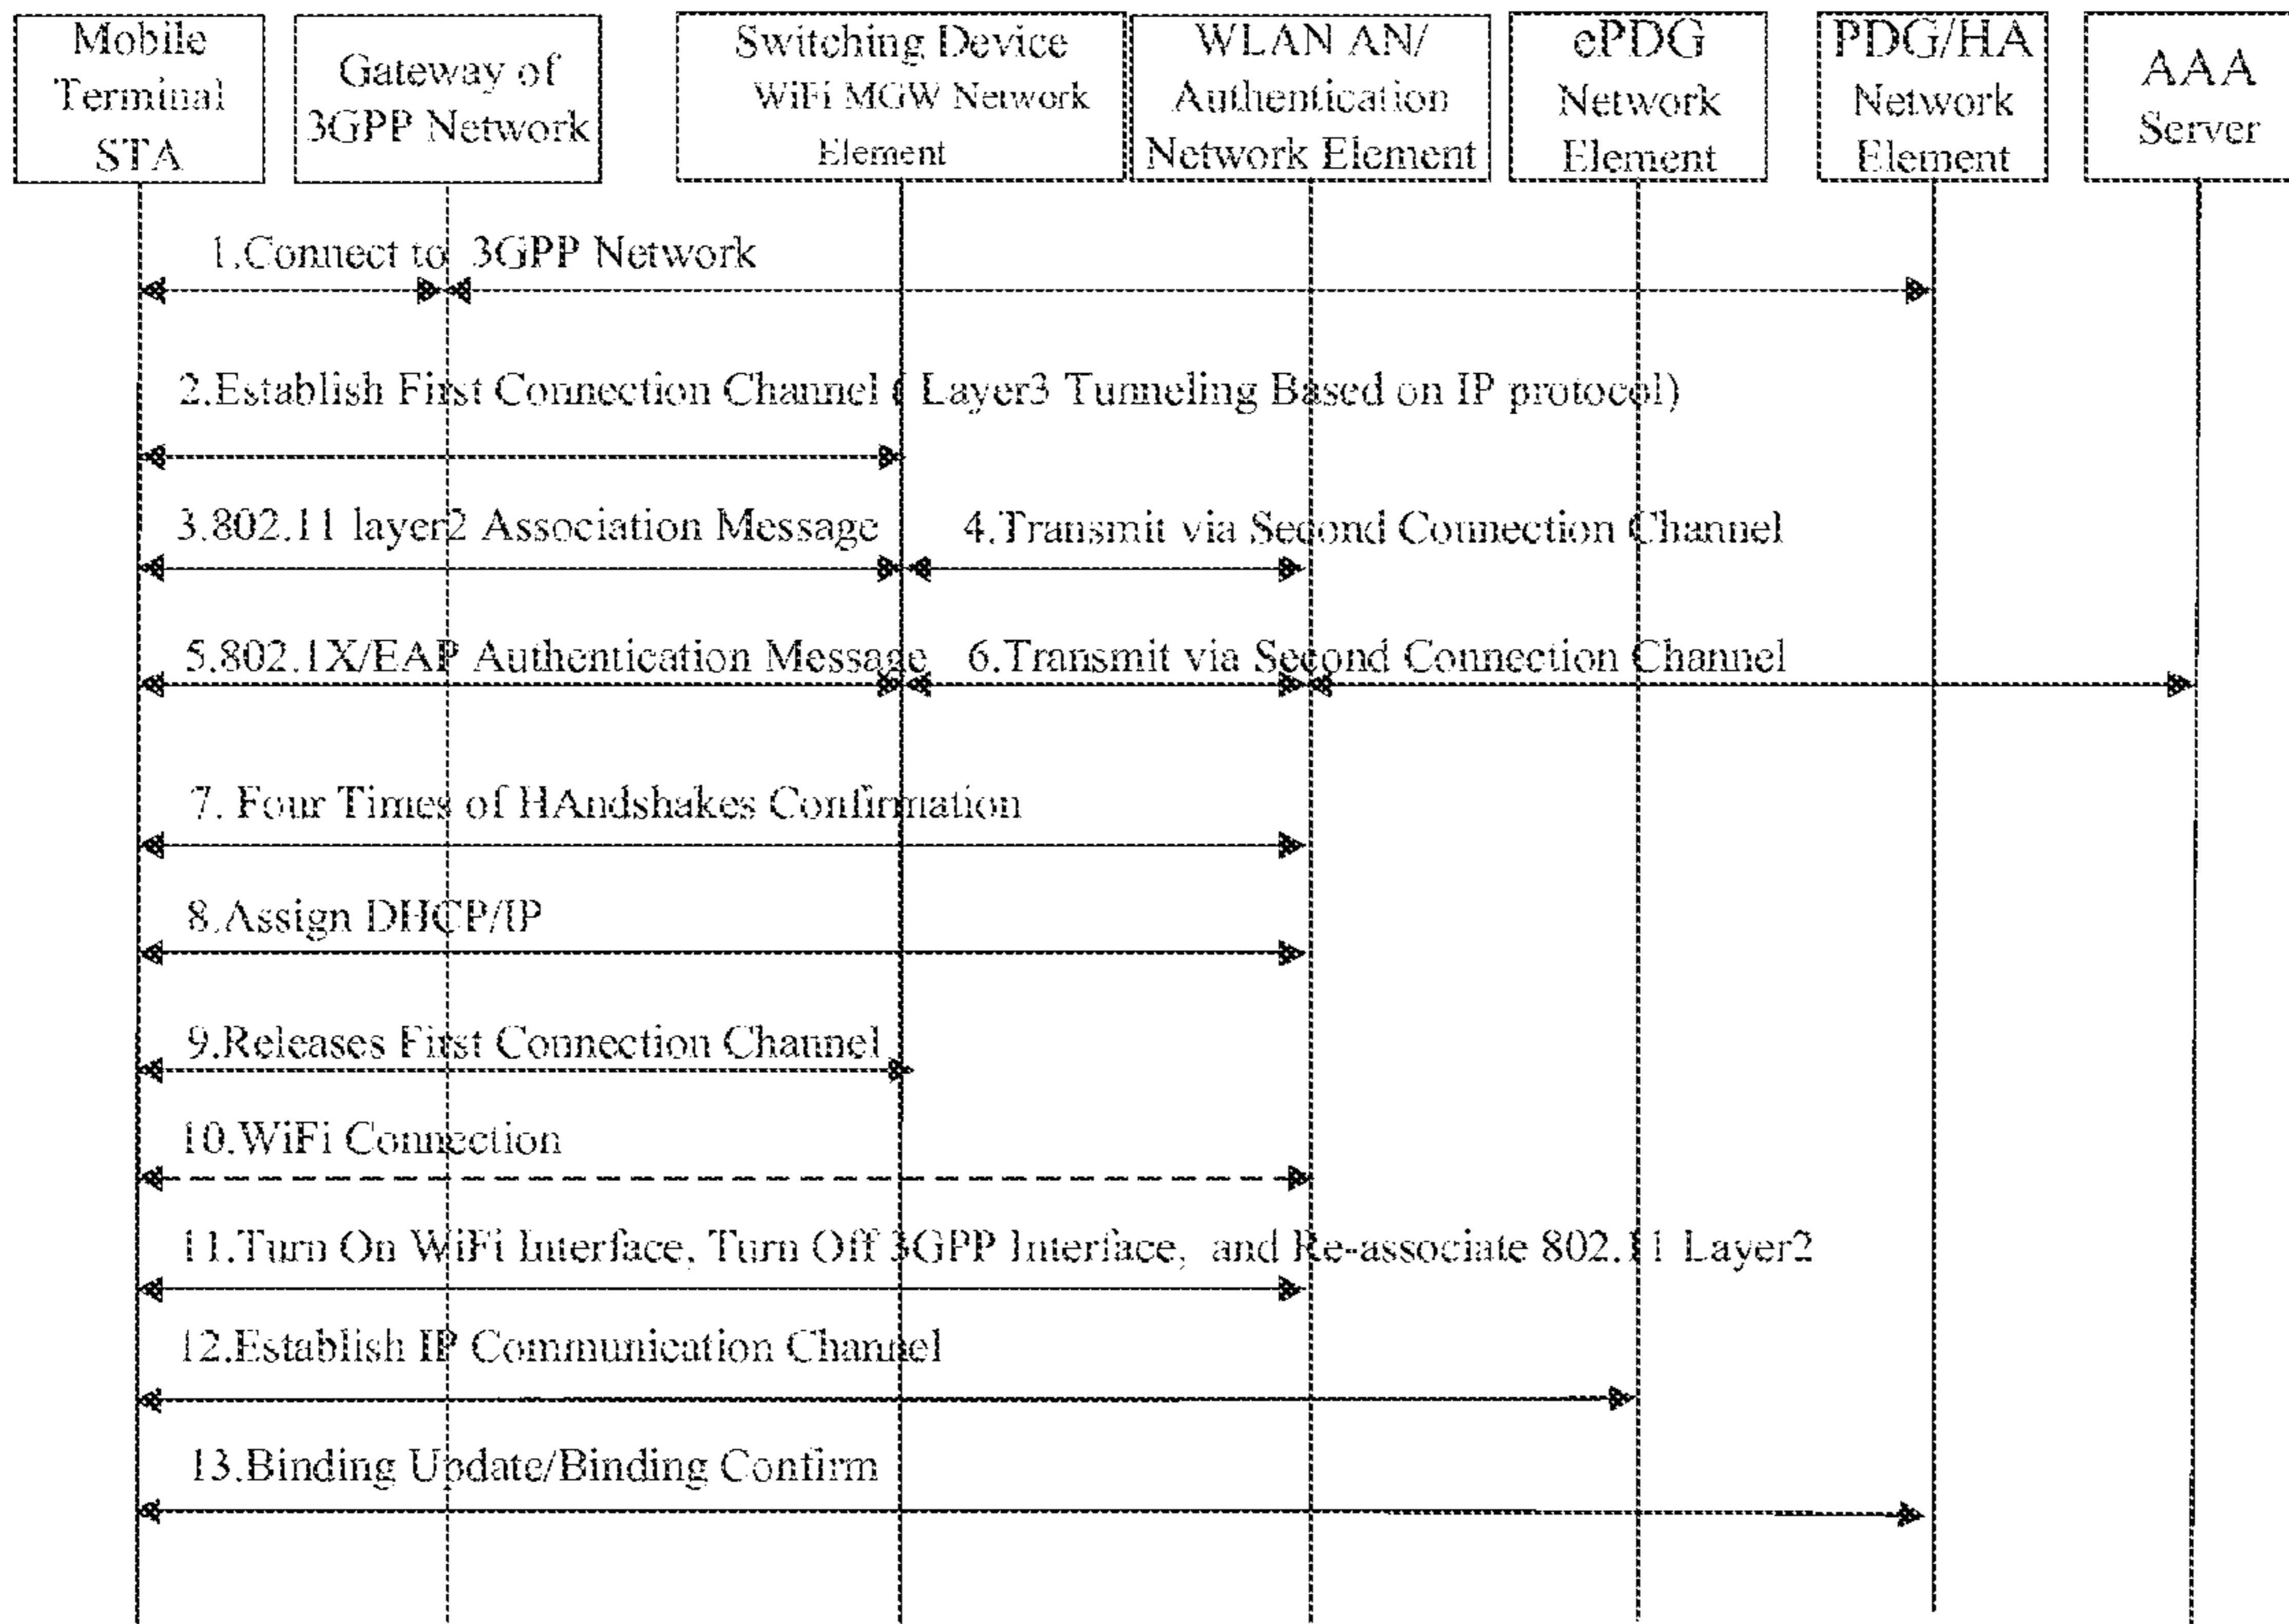 Mobile
Terminal
STA
Gateway of
3GPP Network
Switching Device
WiFi MGW Network
Element
WLAN AN/
Authentication
Network Element
ePDG
Network
Element
PDG/HA
Network
Element
AAA
Server
1.Connect to 3GPP Network
2.Establish First Connection Channel ( Layer3 Tunneling Based on IP protocol)
3.802.11 layer2 Association Message
4.Transmit via Second Connection Channel
5.802.1X/EAP Authentication Message
6.Transmit via Second Connection Channel
7. Four Times of HAndshakes Confirmation
8.Assign DHCP/IP
9.Releases First Connection Channel
10.WiFi Connection
11.Turn On WiFi Interface, Turn Off 3GPP Interface, and Re-associate 802.11 Layer2
12.Establish IP Communication Channel
13.Binding Update/Binding Confirm